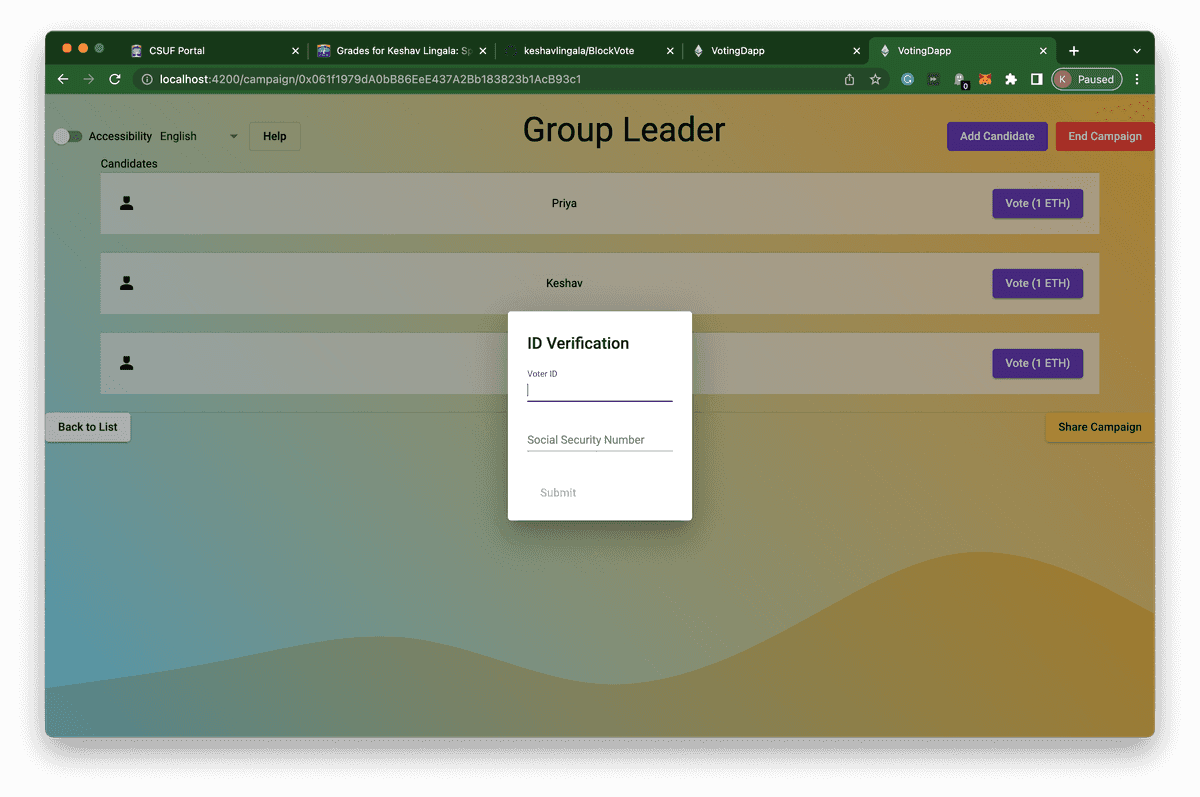 CSUF Portal
Grades for Keshav Lingala: Sp
keshavlingala/BlockVote
VotingDapp
VotingDapp
localhost:4200/campaign/0x061f1979dA0bB86EeE437A2Bb183823b1AcB93c1
0
K Paused
Accessibility English Help
Group Leader
Add Candidate
End Campaign
Candidates
Priya
Vote (1 ETH)
Keshav
Vote (1 ETH)
Vote (1 ETH)
ID Verification
Voter ID
Social Security Number
Submit
Back to List
Share Campaign